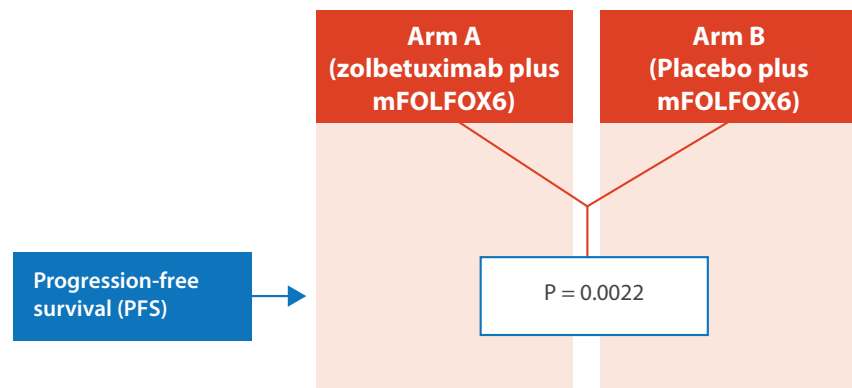 Arm A
(zolbetuximab plus
mFOLFOX6)
Arm B
(Placebo plus
mFOLFOX6)
Progression-free
survival (PFS)
P = 0.0022